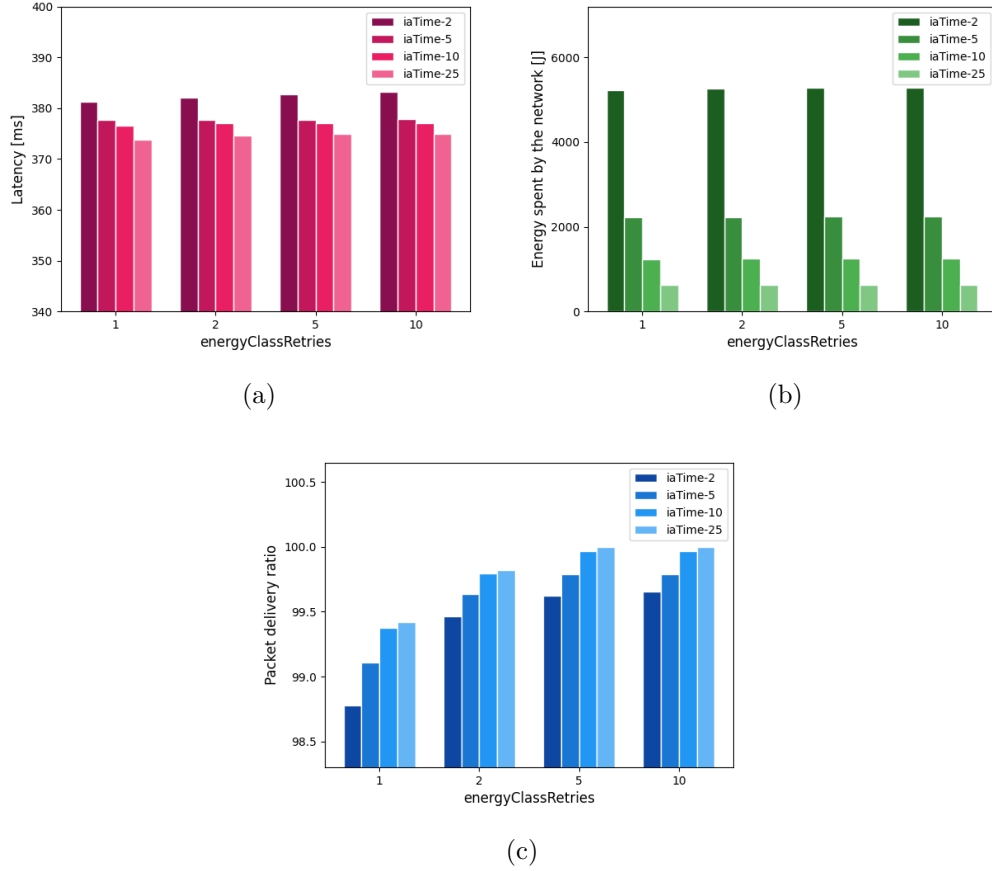 400
390
380
370
360
350
340
Latency [ms]
iaTime-2
iaTime-5
iaTime-10
iaTime-25
1 2 5 10
energyClassRetries
(a)
6000
4000
2000
0
Energy spent by the network [J]
iaTime-2
iaTime-5
iaTime-10
iaTime-25
1 2 5 10
energyClassRetries
(b)
100.5
100.0
99.5
99.0
98.5
Packet delivery ratio
iaTime-2
iaTime-5
iaTime-10
iaTime-25
1 2 5 10
energyClassRetries
(c)